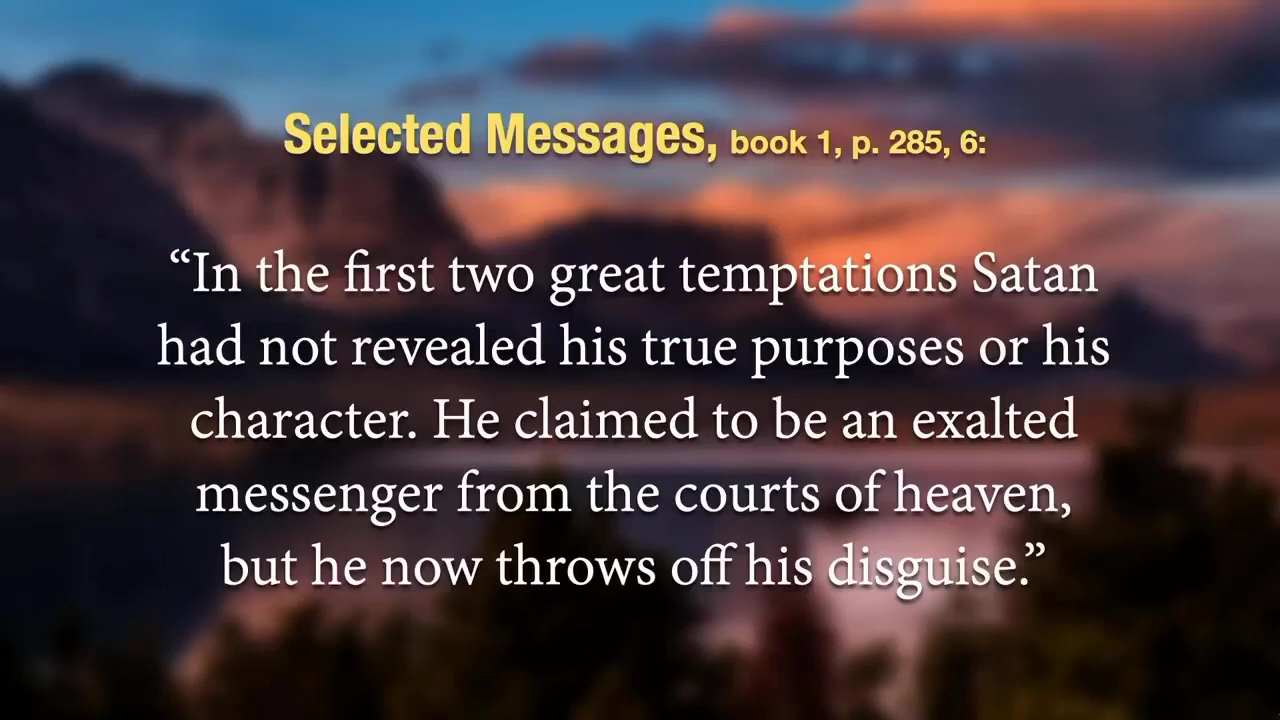 Selected Messages, book 1, p. 285, 6:
“In the first two great temptations Satan
had not revealed his true purposes or his
character. He claimed to be an exalted
messenger from the courts of heaven,
but he now throws off his disguise.”